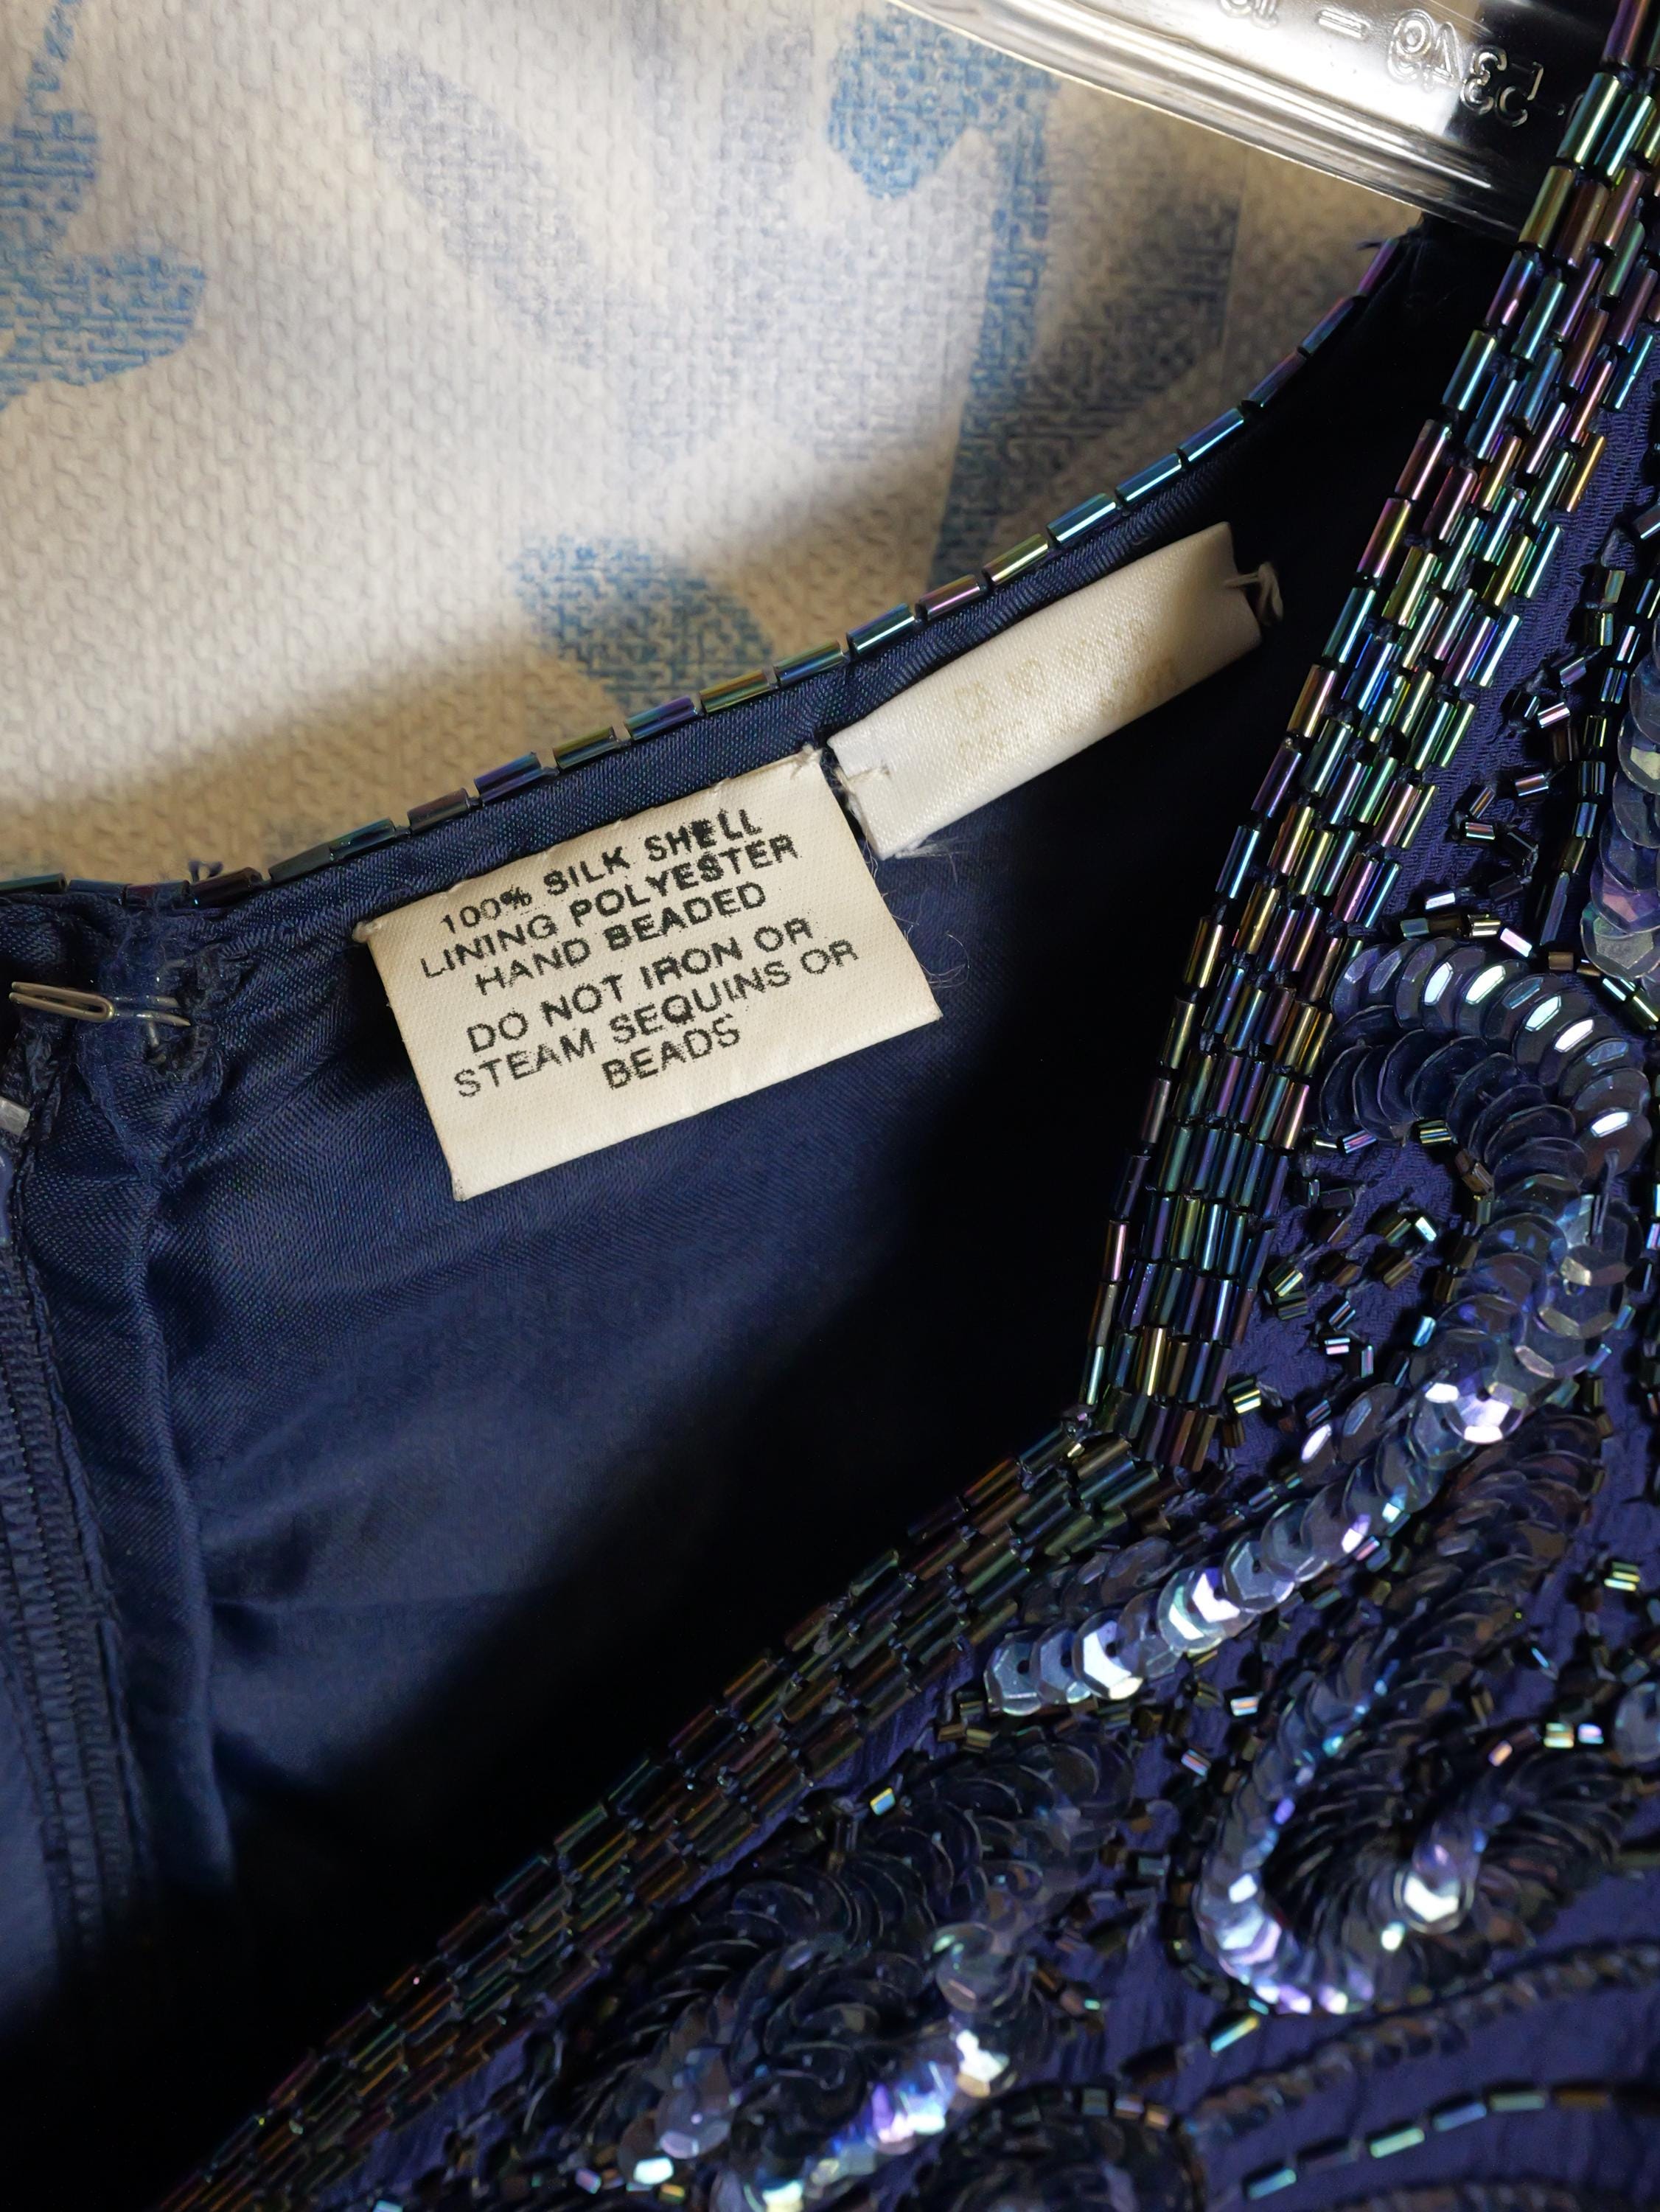 100% SILK SHELL
LINING POLYESTER
HAND BEADED
DO NOT IRON OR
STEAM SEQUINS OR
BEADS